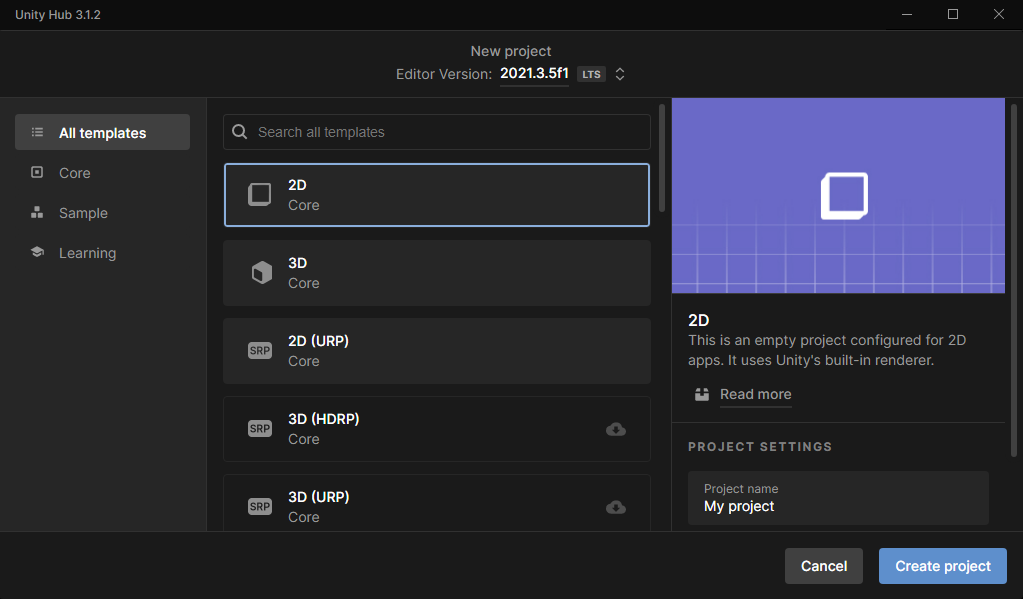 Unity Hub 3.1.2
New project
Editor Version: 2021.3.5f1 LTS
All templates
Core
Sample
Learning
Search all templates
2D
Core
3D
Core
SRP
2D (URP)
Core
SRP
3D (HDRP)
Core
SRP
3D (URP)
Core
2D
This is an empty project configured for 2D
apps. It uses Unity's built-in renderer.
Read more
PROJECT SETTINGS
Project name
My project
Cancel
Create project